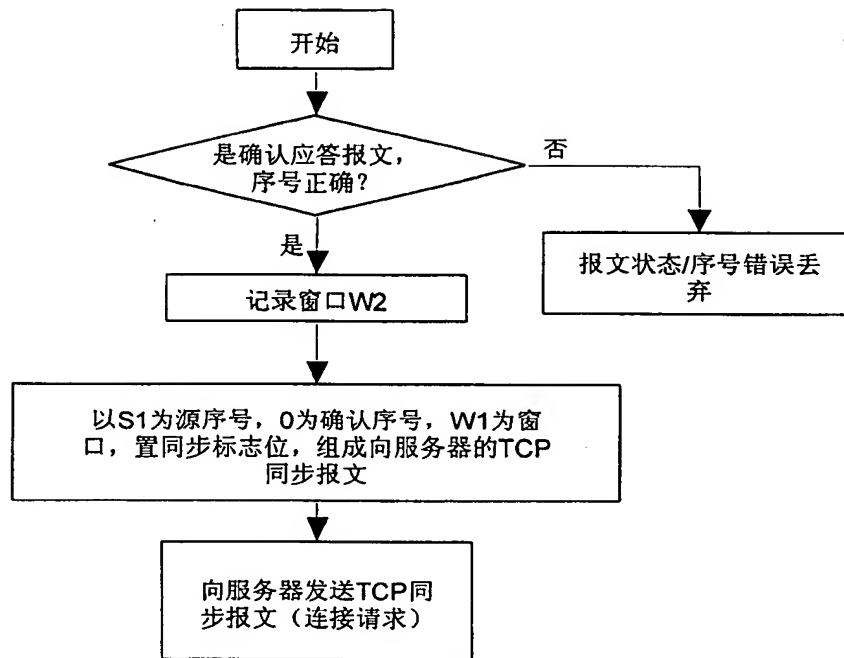 开始
是确认应答报文，
序号正确？
否
是
报文状态/序号错误丢
弃
记录窗口W2
以S1为源序号，0为确认序号，W1为窗
口，置同步标志位，组成向服务器的TCP
同步报文
向服务器发送TCP同
步报文（连接请求）